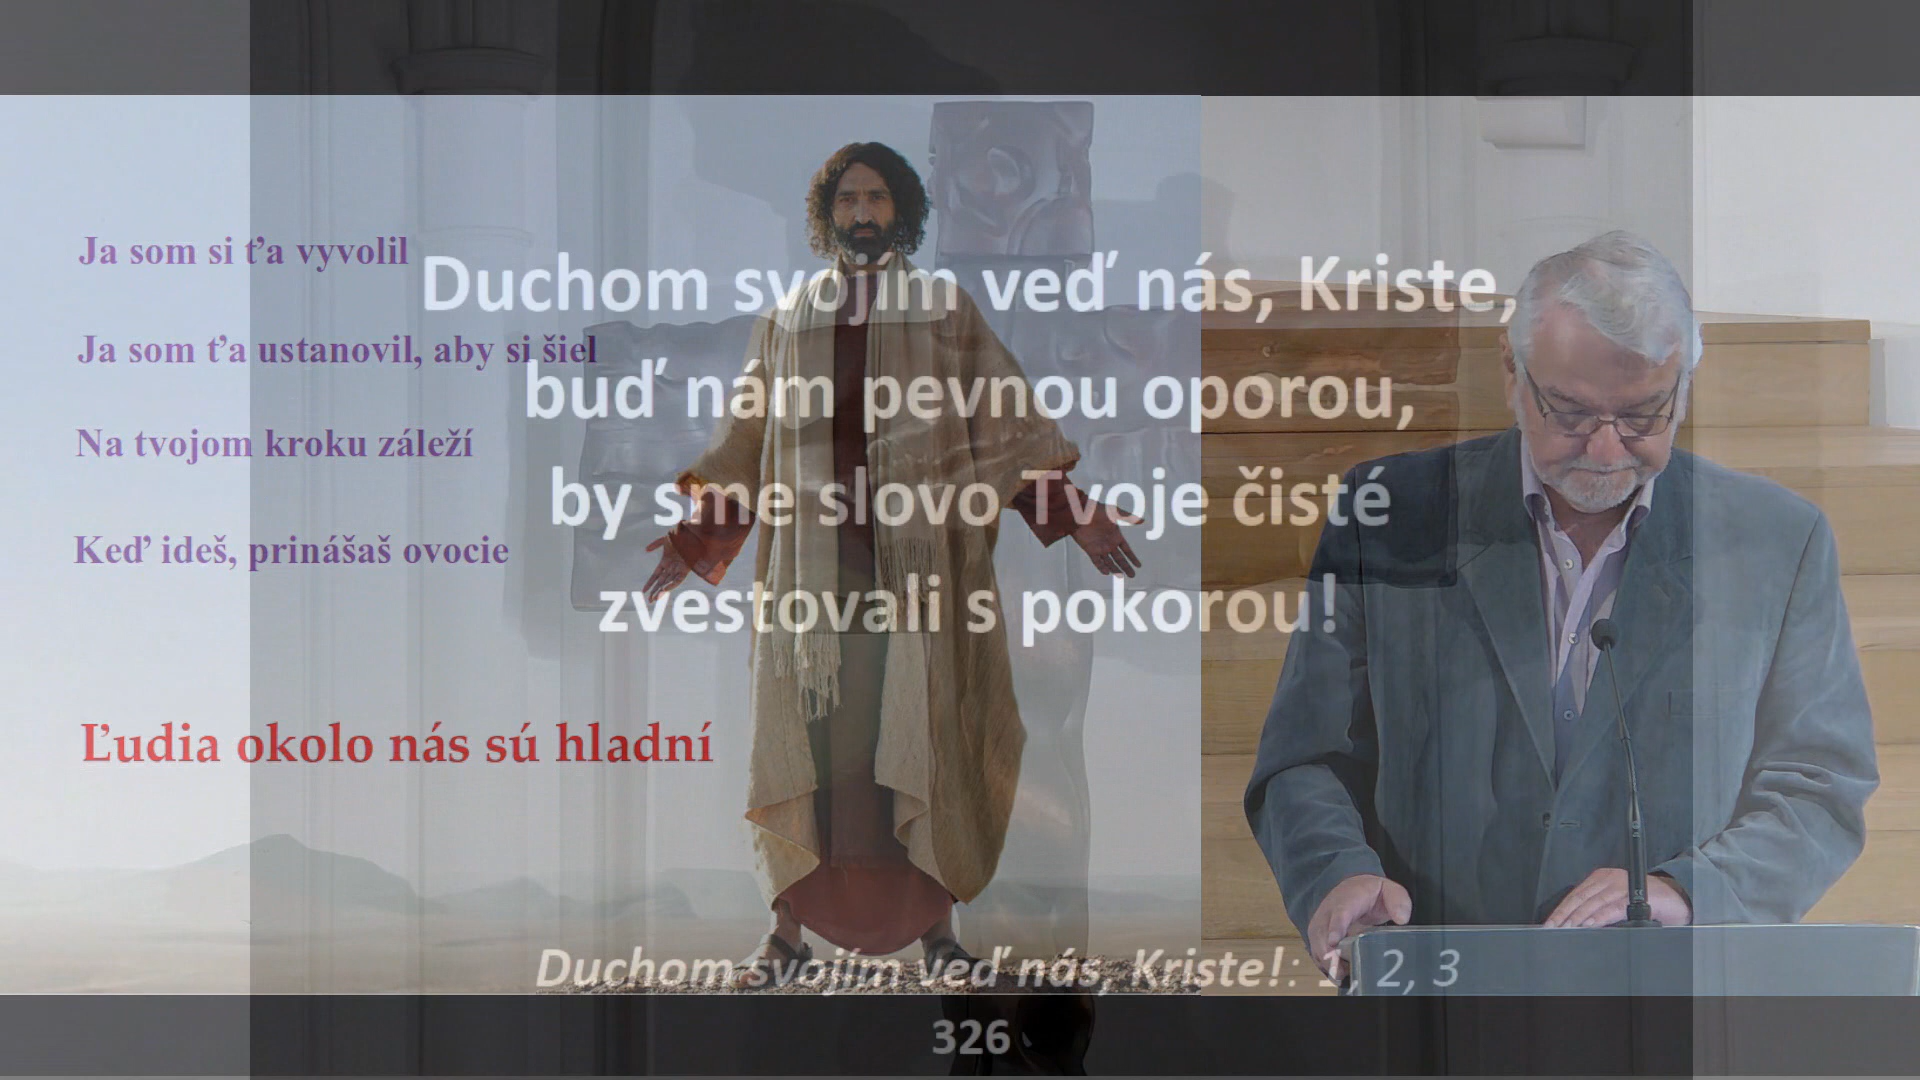 Ja som si ťa vyvolil
Ja som ťa ustanovil, aby si šiel
Na tvojom kroku záleží
Keď ideš, prinášaš ovocie
Ľudia okolo nás sú hladní
Duchom svojím veď nás, Kriste,
buď nám pevnou oporou,
by sme slovo Tvoje čisté
zvestovali s pokorou!
Duchom svojím veď nás, Kriste!: 1, 2, 3
326